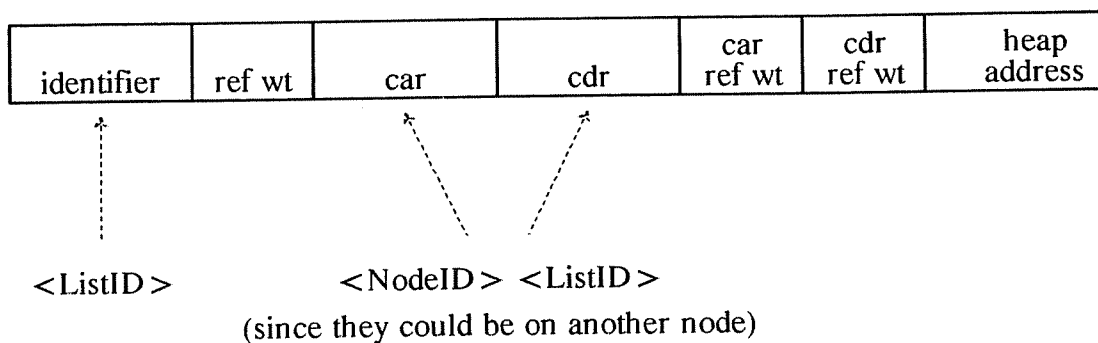 identifier ref wt car cdr car ref wt cdr ref wt heap address
<ListID> <NodeID> <ListID>
(since they could be on another node)